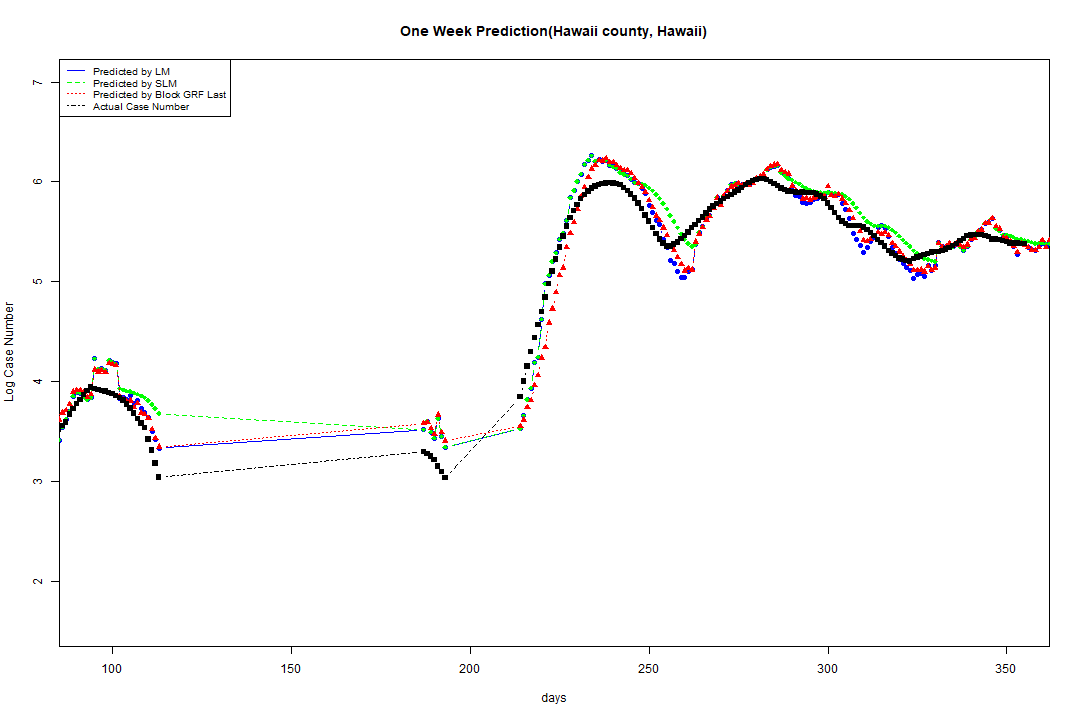 One Week Prediction(Hawaii county, Hawaii)
Predicted by LM
Predicted by SLM
Predicted by Block GRF Last
Actual Case Number
7
6
5
4
3
2
Log Case Number
100 150 200 250 300 350
days